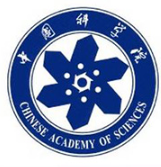 中国科学院
CHINESE ACADEMY OF SCIENCES